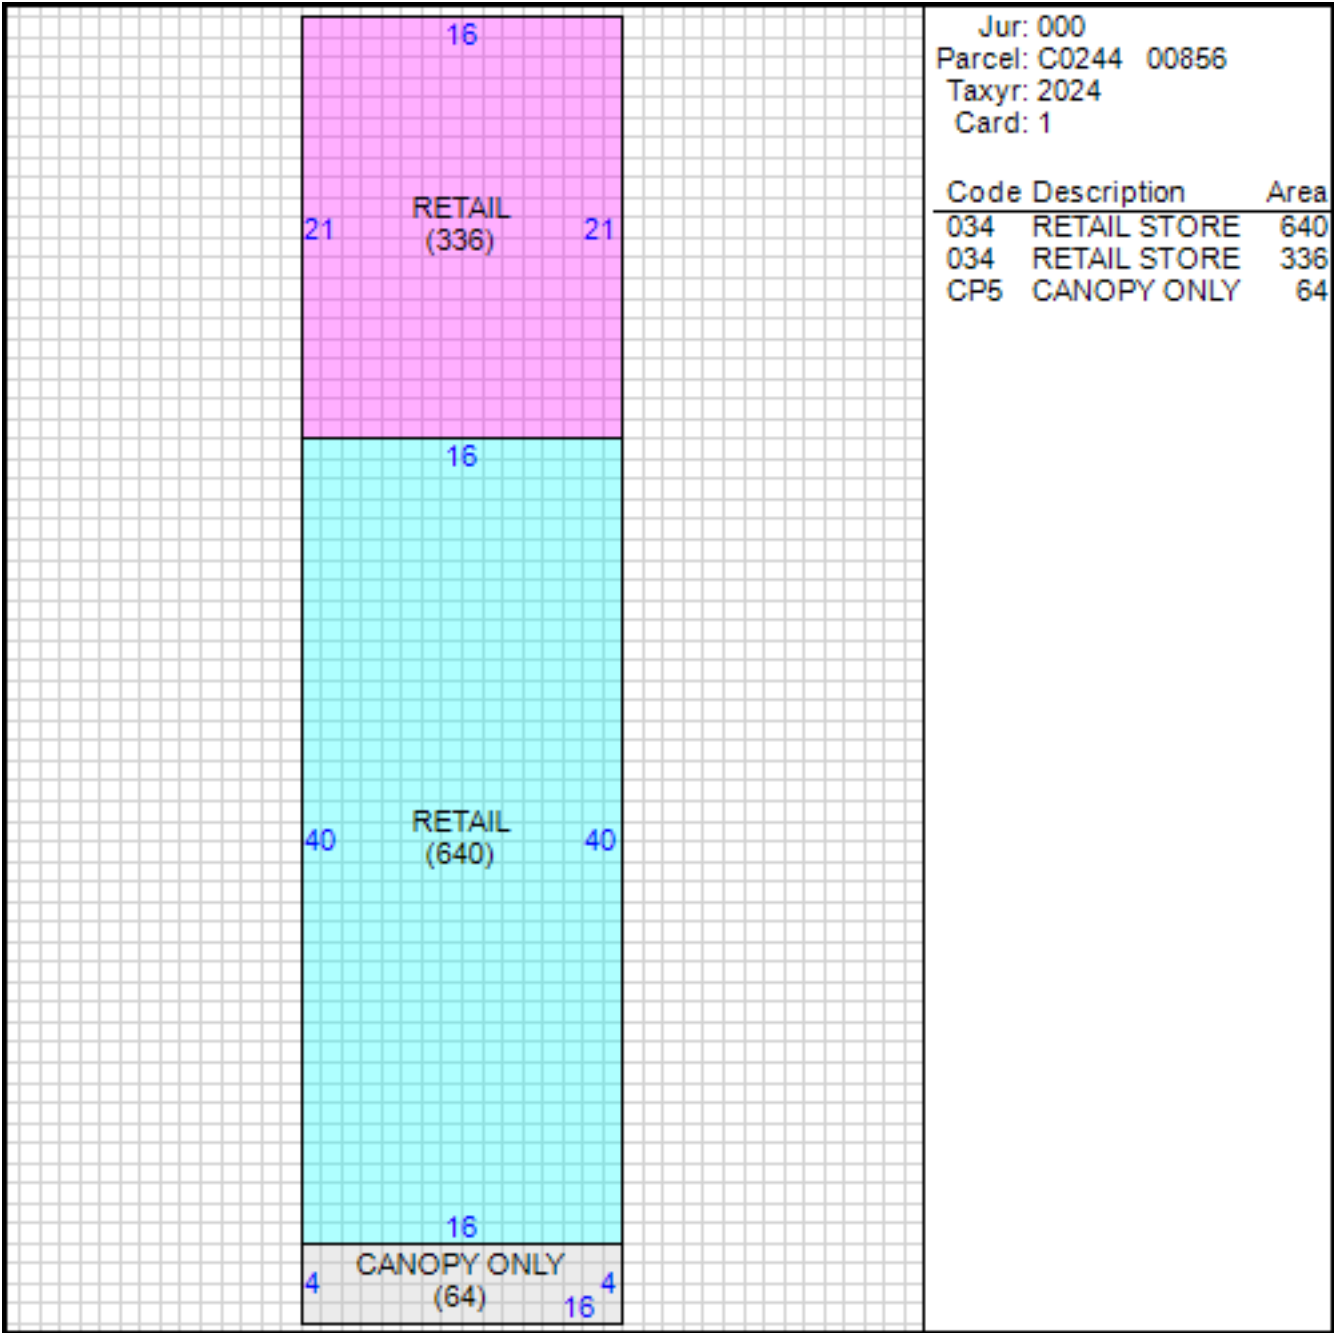 16
21
RETAIL
(336)
21
16
40
RETAIL
(640)
40
16
CANOPY ONLY
4
(64)
4
16
Jur: 000
Parcel: C0244 00856
Taxyr: 2024
Card: 1
Code Description Area
034 RETAIL STORE 640
034 RETAIL STORE 336
CP5 CANOPY ONLY 64